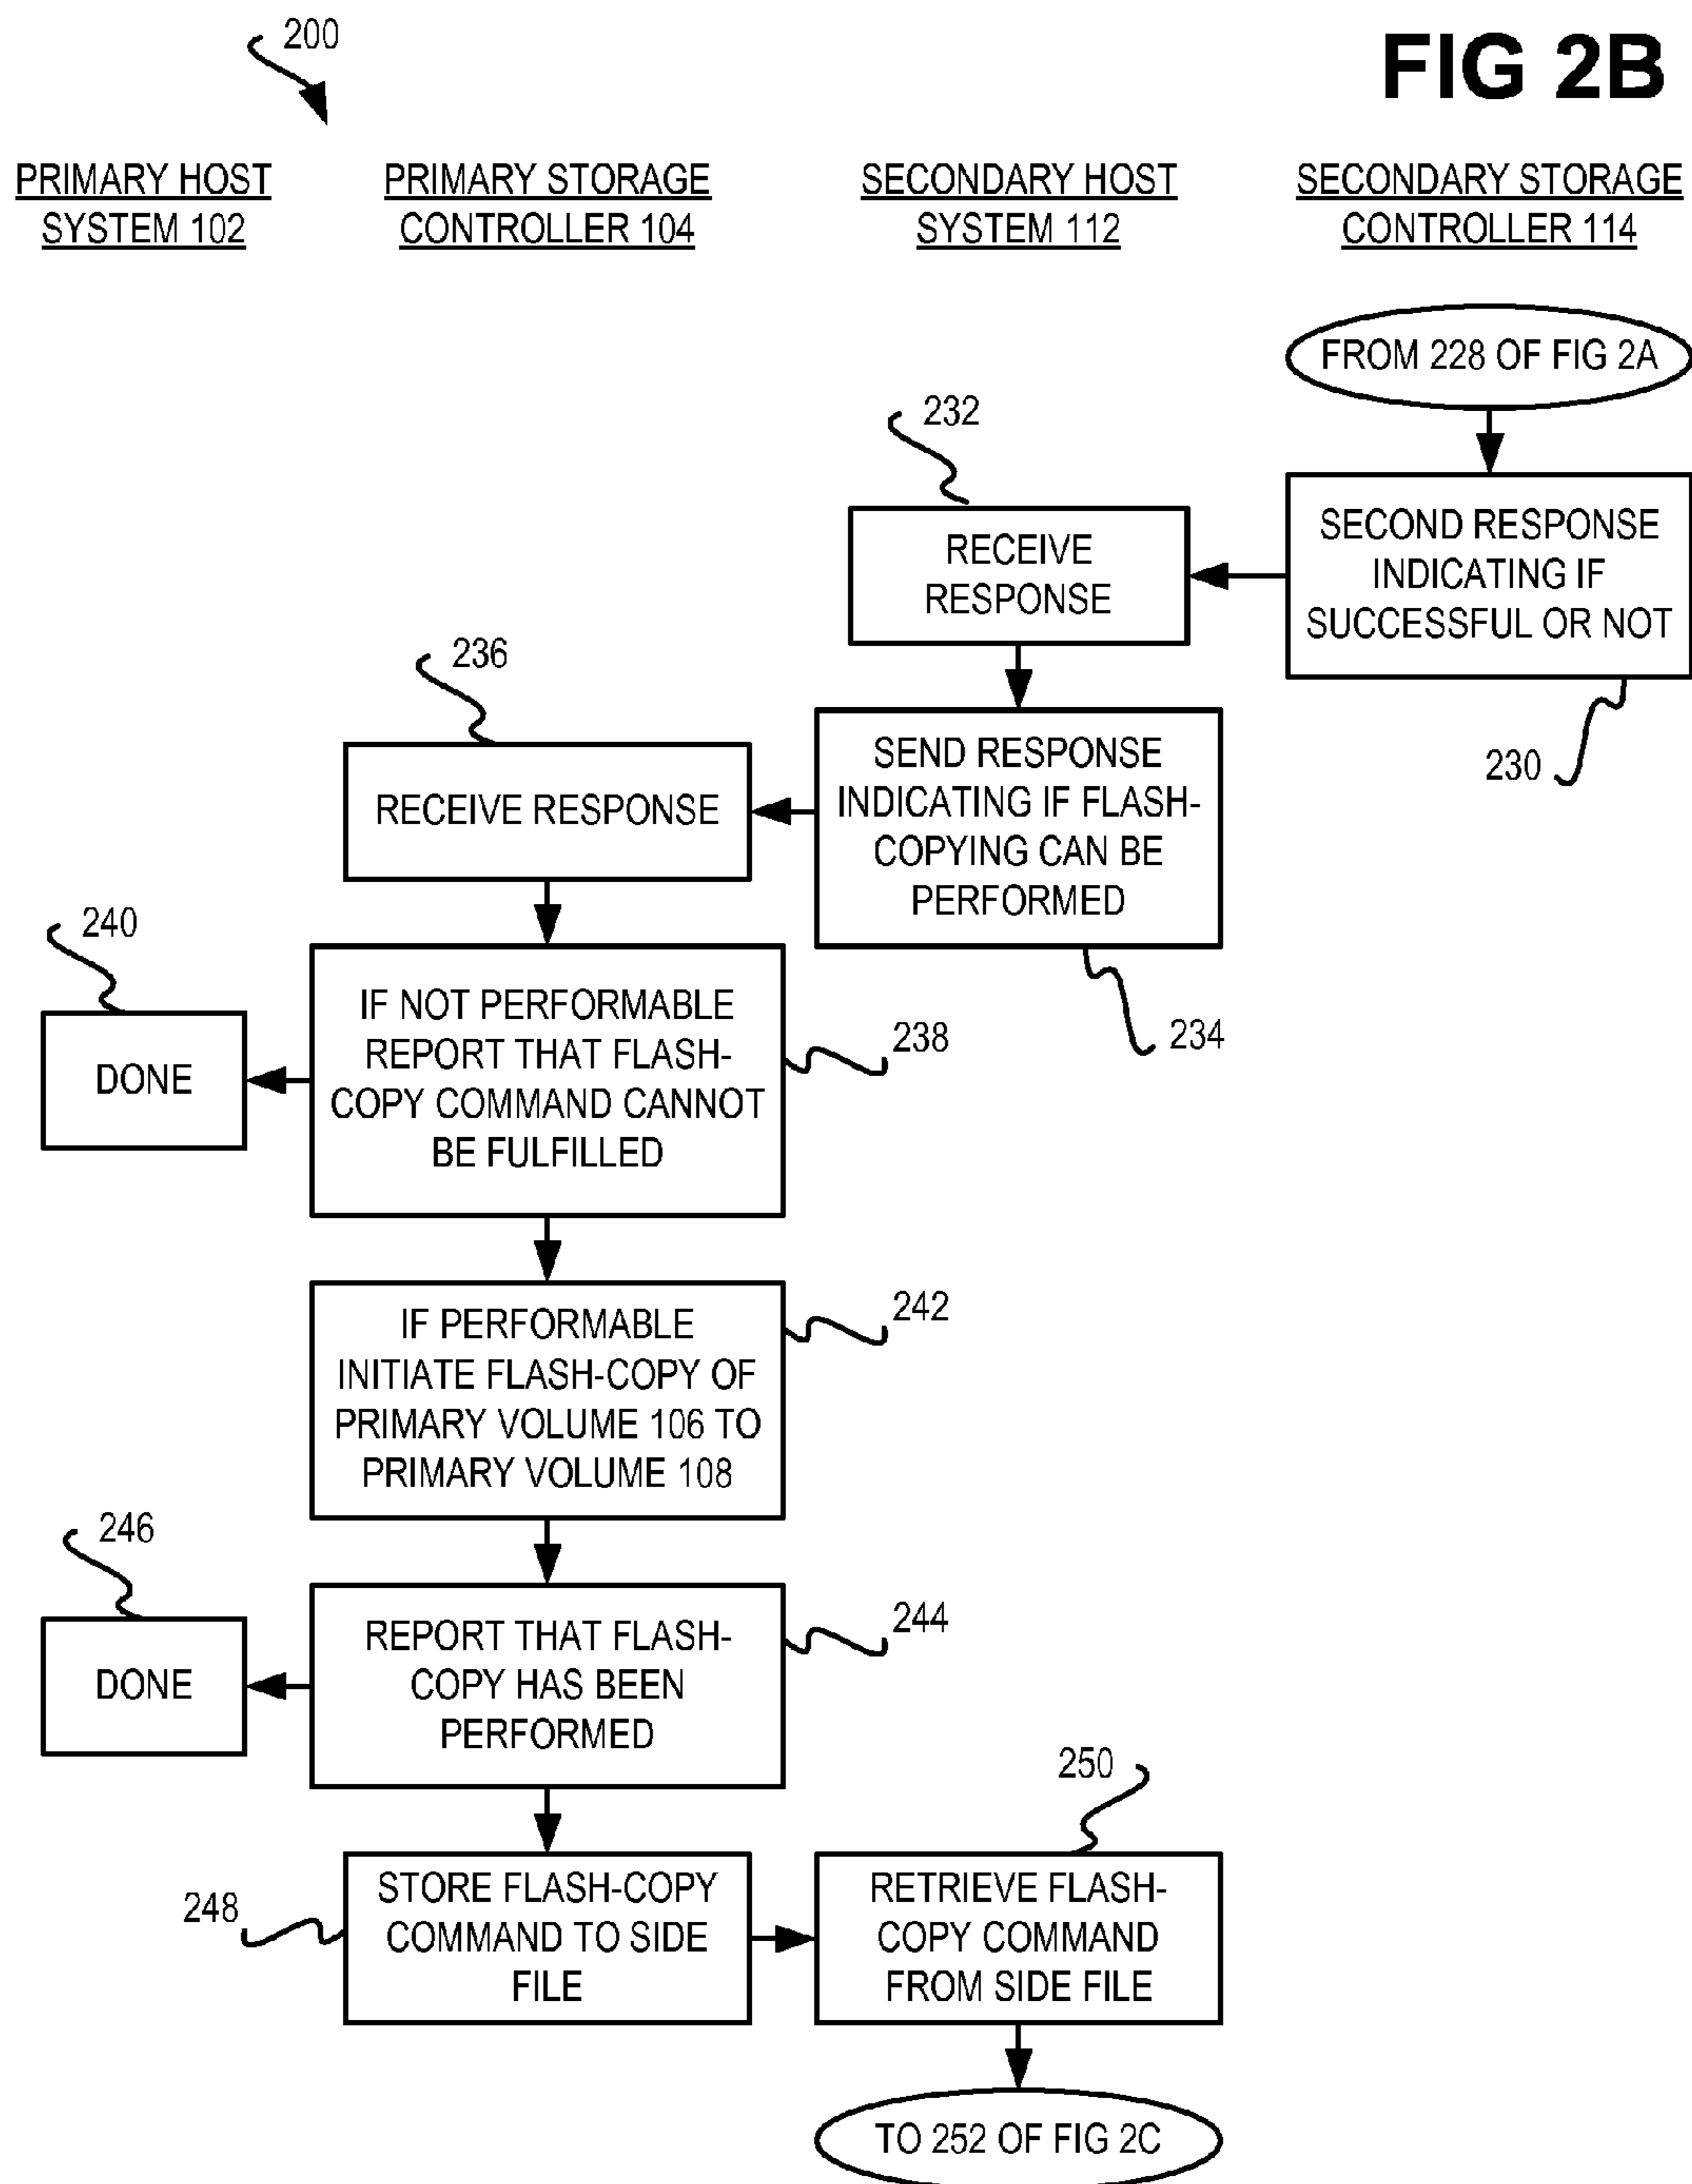 200
FIG 2B
PRIMARY HOST
SYSTEM 102
PRIMARY STORAGE
CONTROLLER 104
SECONDARY HOST
SYSTEM 112
SECONDARY STORAGE
CONTROLLER 114
FROM 228 OF FIG 2A
232
SECOND RESPONSE
INDICATING IF
SUCCESSFUL OR NOT
RECEIVE
RESPONSE
230
236
SEND RESPONSE
INDICATING IF FLASH-
COPYING CAN BE
PERFORMED
RECEIVE RESPONSE
234
240
IF NOT PERFORMABLE
REPORT THAT FLASH-
COPY COMMAND CANNOT
BE FULFILLED
238
DONE
IF PERFORMABLE
INITIATE FLASH-COPY OF
PRIMARY VOLUME 106 TO
PRIMARY VOLUME 108
242
246
REPORT THAT FLASH-
COPY HAS BEEN
PERFORMED
244
DONE
250
248
STORE FLASH-COPY
COMMAND TO SIDE
FILE
RETRIEVE FLASH-
COPY COMMAND
FROM SIDE FILE
TO 252 OF FIG 2C